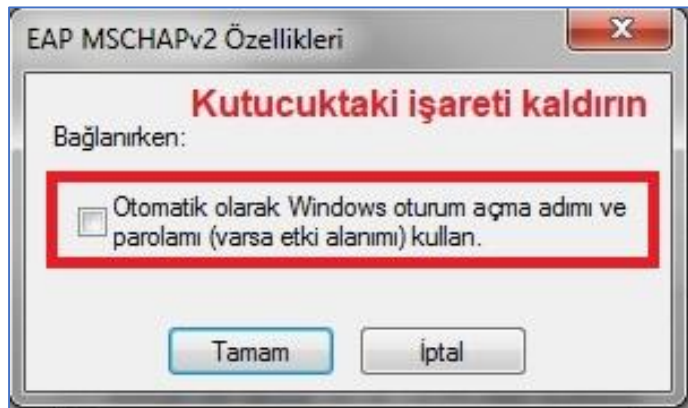 EAP MSCHAPv2 Özellikleri
Kutucuktaki işareti kaldırın
Bağlanırken:
Otomatik olarak Windows oturum açma adımı ve
parolamı (varsa etki alanımı) kullan.
Tamam
İptal